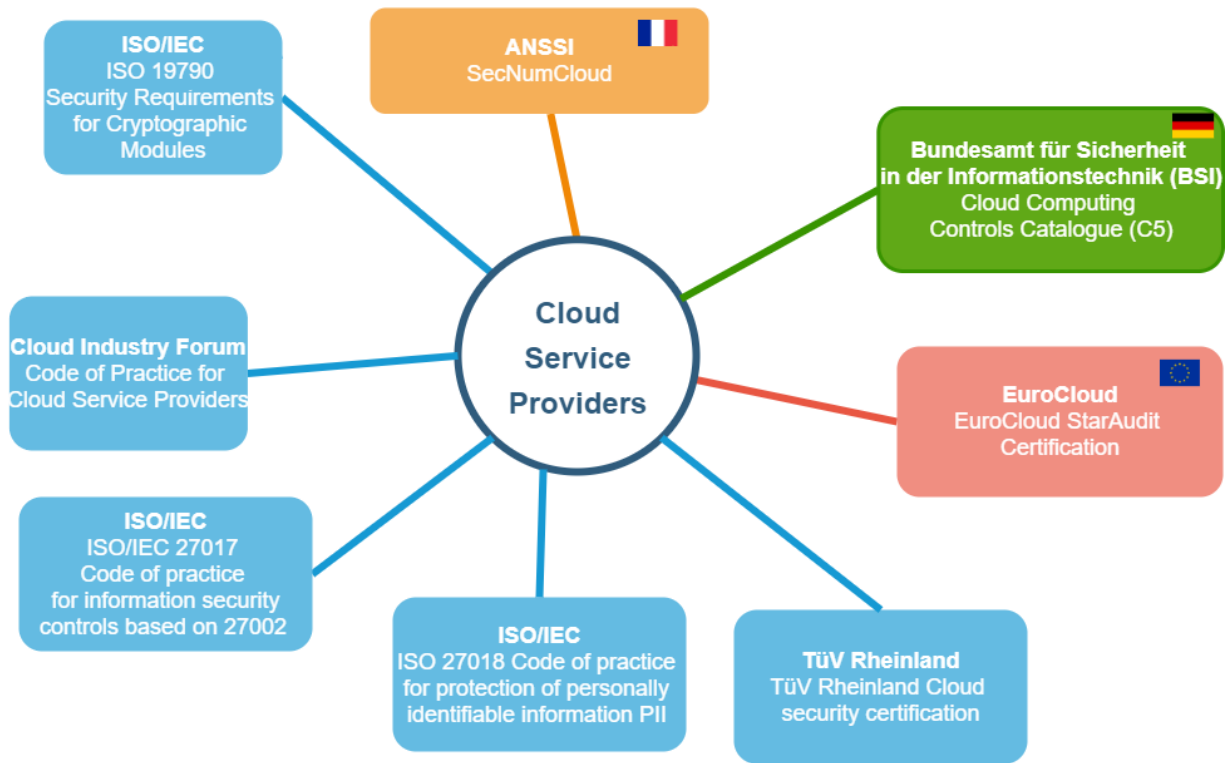 ISO/IEC
ISO 19790
Security Requirements
for Cryptographic
Modules
ANSSI
SecNumCloud
Bundesamt für Sicherheit
in der Informationstechnik (BSI)
Cloud Computing
Controls Catalogue (C5)
Cloud
Service
Providers
Cloud Industry Forum
Code of Practice for
Cloud Service Providers
EuroCloud
EuroCloud StarAudit
Certification
ISO/IEC
ISO/IEC 27017
Code of practice
for information security
controls based on 27002
ISO/IEC
ISO 27018 Code of practice
for protection of personally
identifiable information PII
TüV Rheinland
TüV Rheinland Cloud
security certification